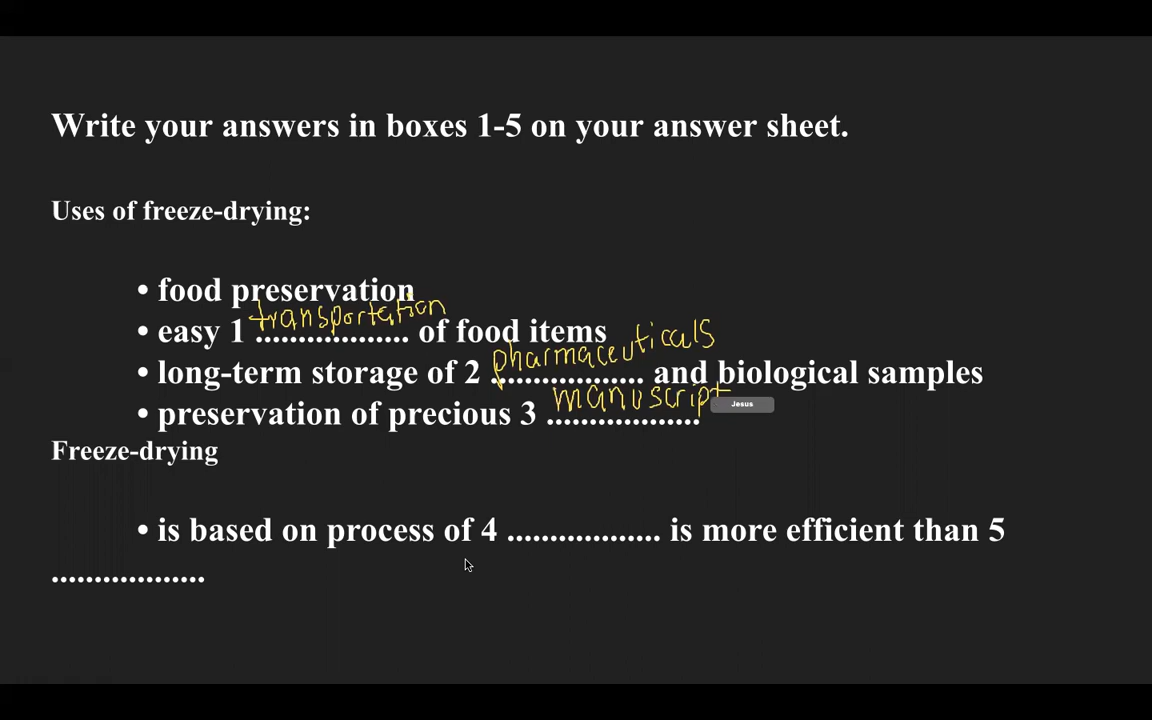 Write your answers in boxes 1-5 on your answer sheet.
Uses of freeze-drying:
• food preservation
• easy 1 transportation .................. of food items
• long-term storage of 2 pharmaceuticals .................. and biological samples
• preservation of precious 3 manuscript ..................
Jesus
Freeze-drying
• is based on process of 4 .................. is more efficient than 5
..................